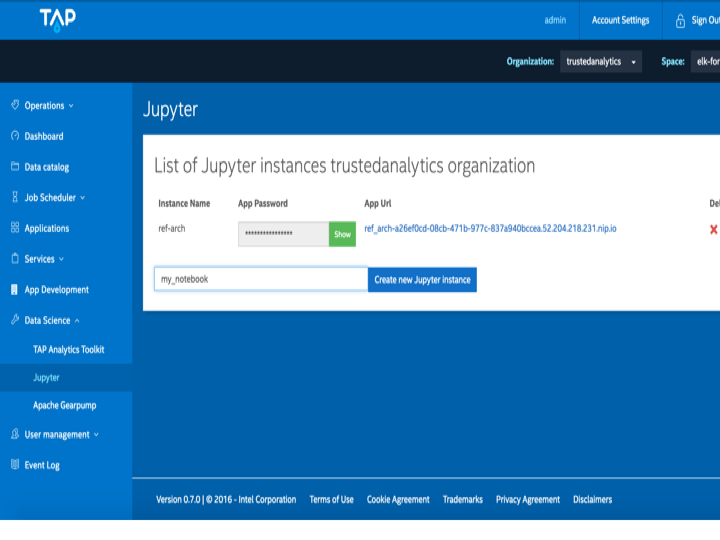 TAP
admin
Account Settings
Sign Out
Organization: trustedanalytics
Space: elk-for
Operations
Dashboard
Data catalog
Job Scheduler
Applications
Services
App Development
Data Science
TAP Analytics Toolkit
Jupyter
Apache Gearpump
User management
Event Log
Jupyter
List of Jupyter instances trustedanalytics organization
Instance Name App Password App Url Del
ref-arch **************** Show ref_arch-a26ef0cd-08cb-471b-977c-837a940bccea.52.204.218.231.nip.io
my_notebook Create new Jupyter instance
Version 0.7.0 | © 2016 - Intel Corporation Terms of Use Cookie Agreement Trademarks Privacy Agreement Disclaimers